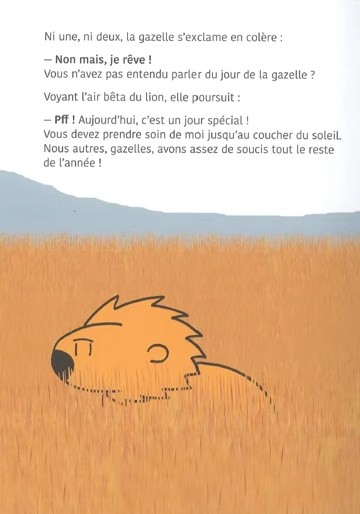 Ni une, ni deux, la gazelle s'exclame en colère :
— Non mais, je rêve !
Vous n'avez pas entendu parler du jour de la gazelle ?
Voyant l'air bêta du lion, elle poursuit :
— Pff ! Aujourd'hui, c'est un jour spécial !
Vous devez prendre soin de moi jusqu'au coucher du soleil.
Nous autres, gazelles, avons assez de soucis tout le reste
de l'année !